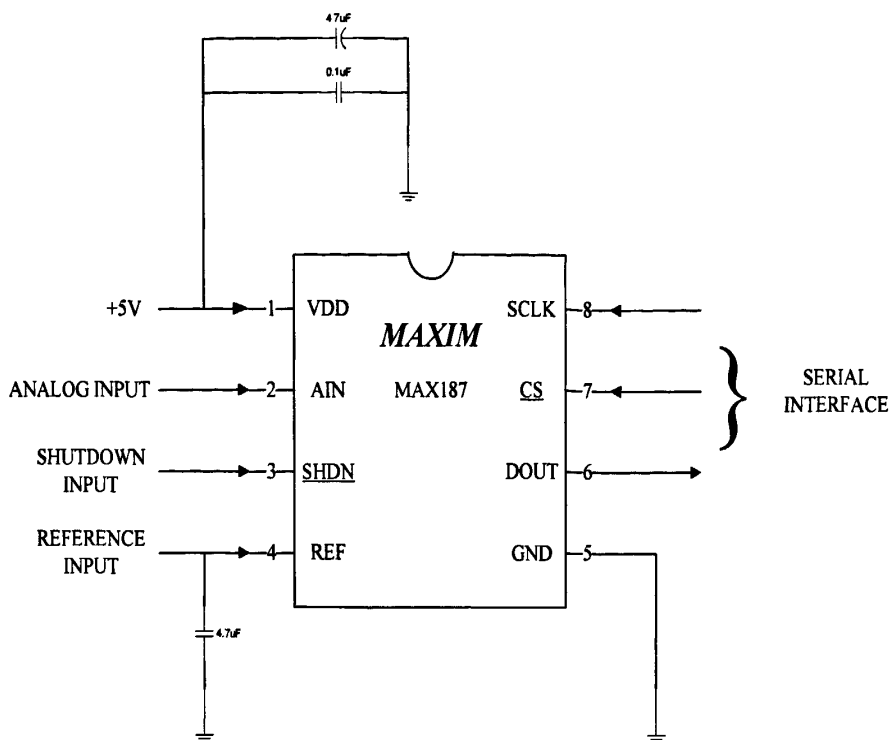 4.7uF
0.1uF
+5V
1
VDD
SCLK
8
MAXIM
ANALOG INPUT
2
AIN
MAX187
CS
7
SERIAL
INTERFACE
SHUTDOWN
INPUT
3
SHDN
DOUT
6
REFERENCE
INPUT
4
REF
GND
5
4.7uF